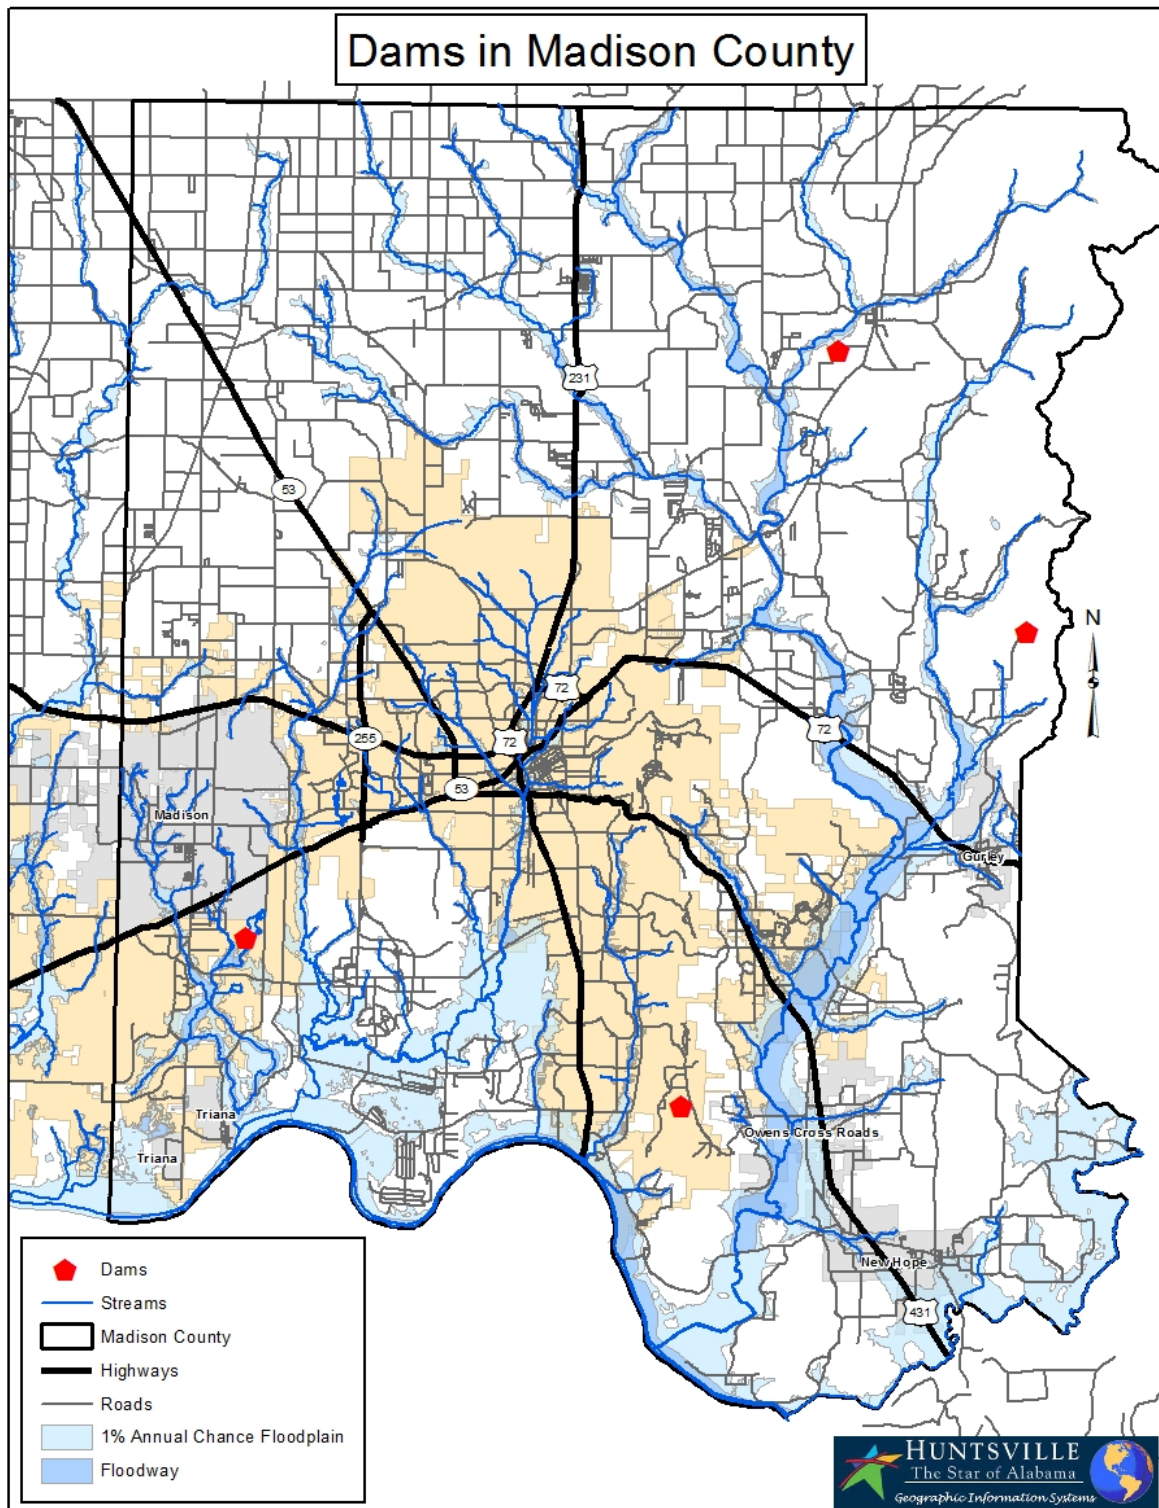 Dams in Madison County
231
53
N
72
72
72
255
53
Madison
Gurley
Triana
Owens Cross Roads
Triana
New Hope
431
Dams
Streams
Madison County
Highways
Roads
1% Annual Chance Floodplain
Floodway
HUNTSVILLE
The Star of Alabama
Geographic Information Systems